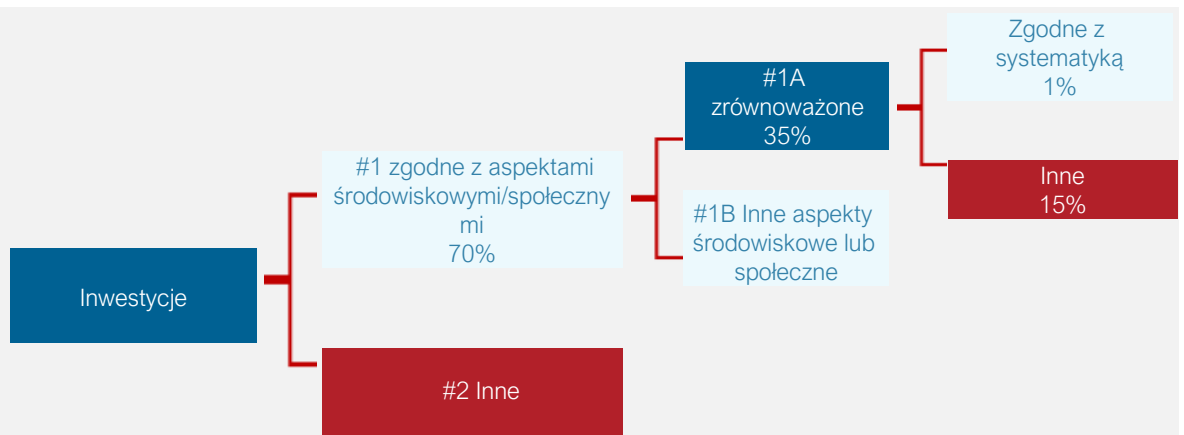 Inwestycje
#1 zgodne z aspektami
środowiskowymi/społeczny
mi
70%
#2 Inne
#1A
zrównoważone
35%
#1B Inne aspekty
środowiskowe lub
społeczne
Zgodne z
systematyką
1%
Inne
15%